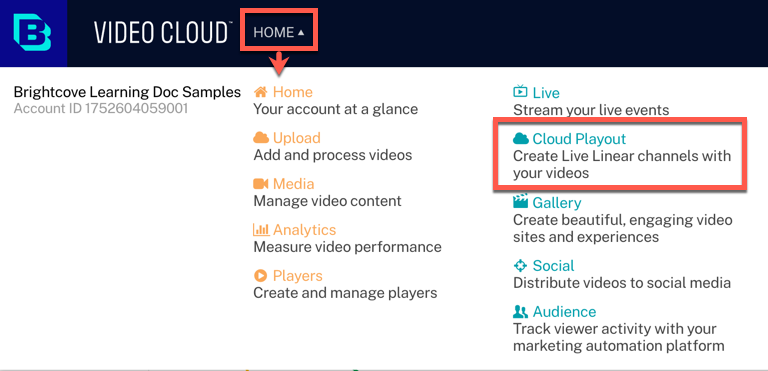 B VIDEO CLOUD™ HOME ▲
Brightcove Learning Doc Samples
Account ID 1752604059001
Home
Your account at a glance
Upload
Add and process videos
Media
Manage video content
Analytics
Measure video performance
Players
Create and manage players
Live
Stream your live events
Cloud Playout
Create Live Linear channels with
your videos
Gallery
Create beautiful, engaging video
sites and experiences
Social
Distribute videos to social media
Audience
Track viewer activity with your
marketing automation platform